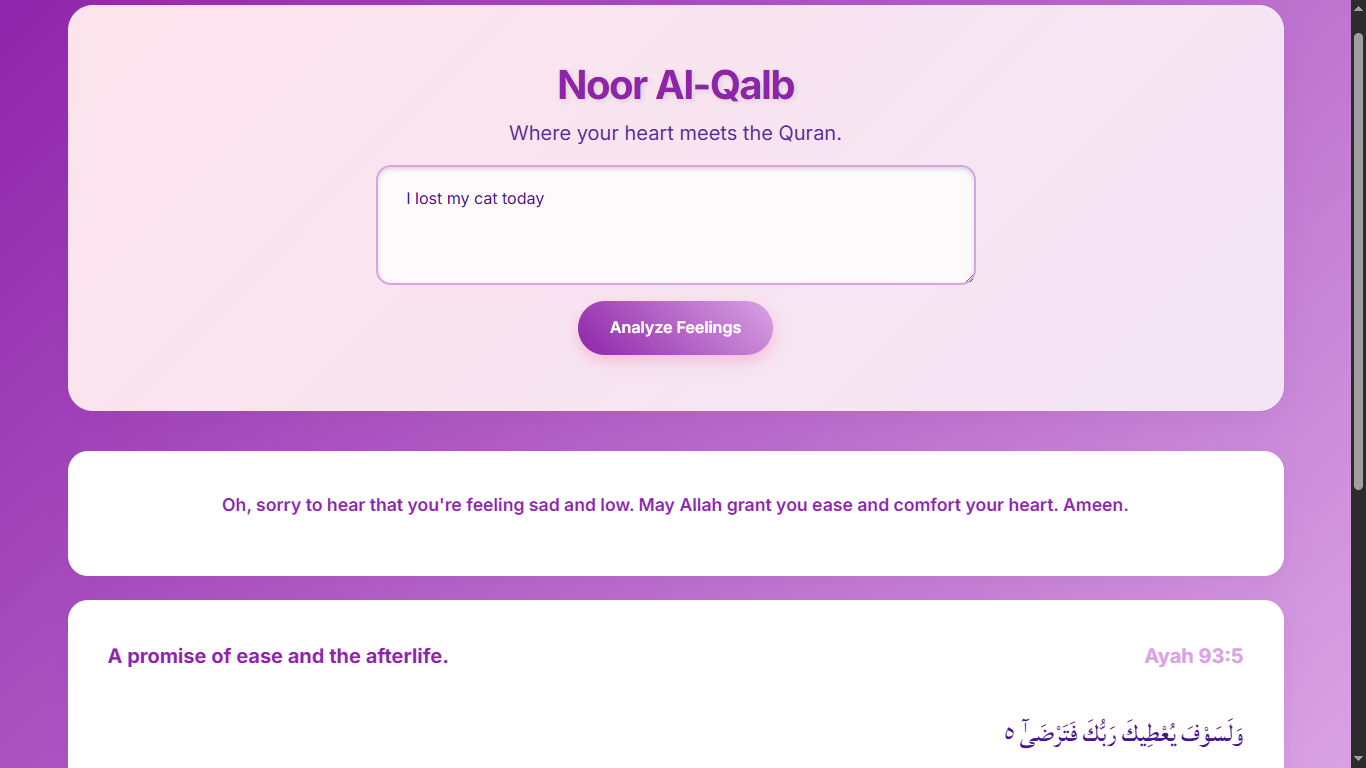 Noor Al-Qalb
Where your heart meets the Quran.
I lost my cat today
Analyze Feelings
Oh, sorry to hear that you're feeling sad and low. May Allah grant you ease and comfort your heart. Ameen.
A promise of ease and the afterlife.
Ayah 93:5
وَلَسَوْفَ يُعْطِيكَ رَبُّكَ فَتَرْضَىٰٓ ٥